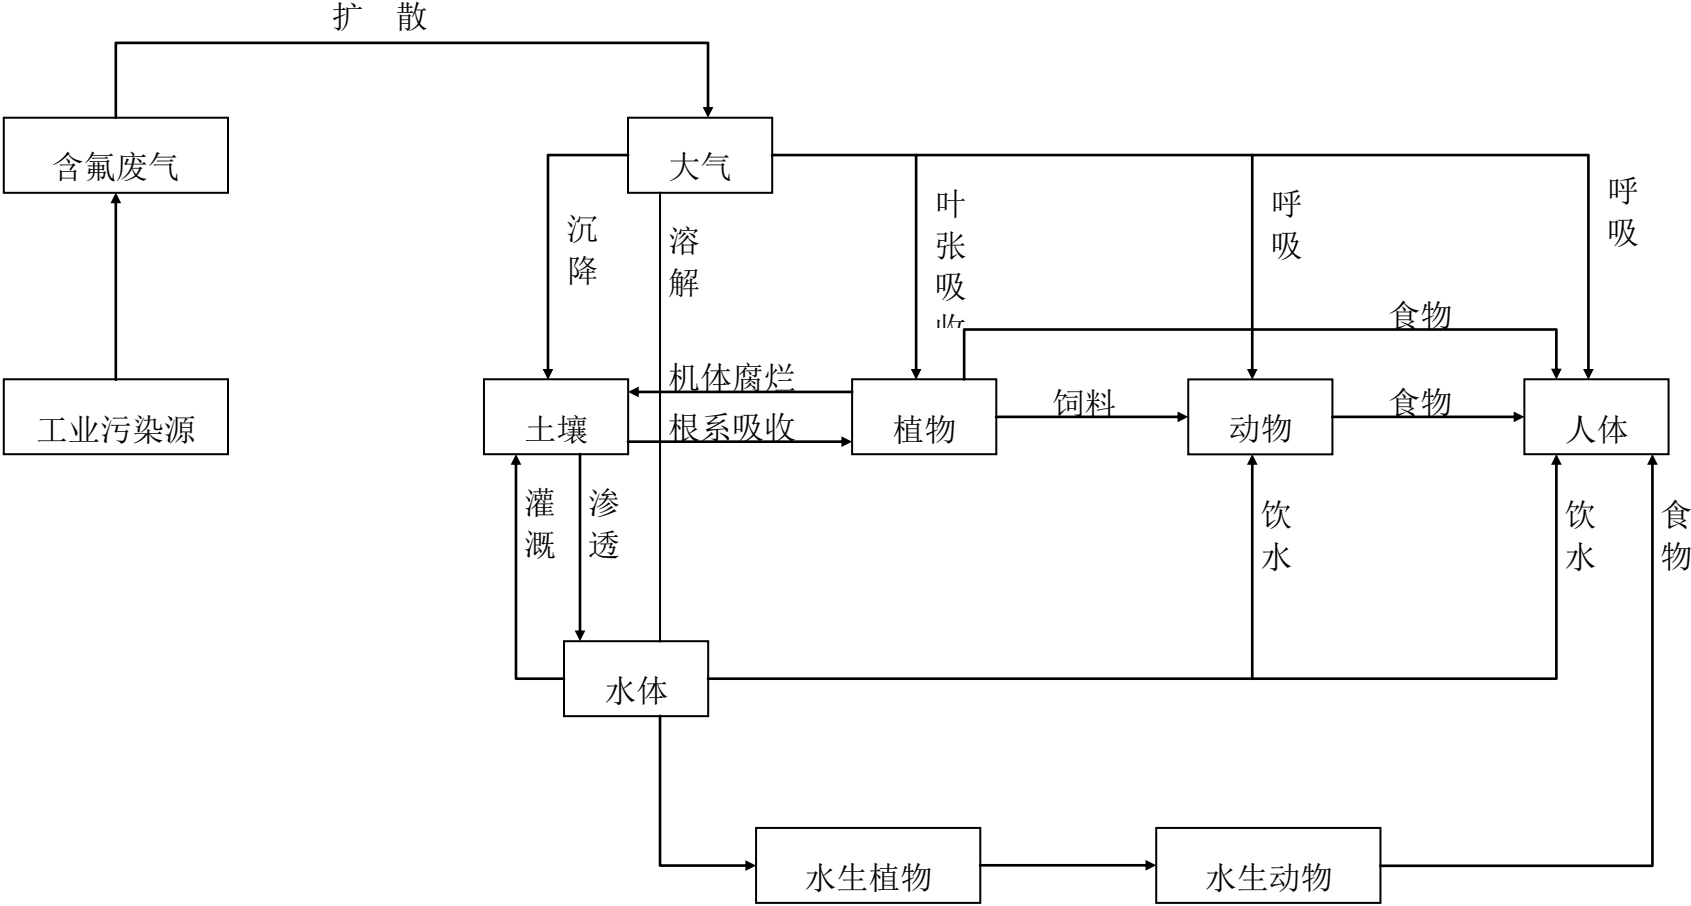 扩 散
含氟废气
大气
沉降
溶解
叶张吸收
呼吸
呼吸
食物
机体腐烂
饲料
食物
工业污染源
土壤
根系吸收
植物
动物
人体
灌溉
渗透
饮水
饮水
食物
水体
水生植物
水生动物